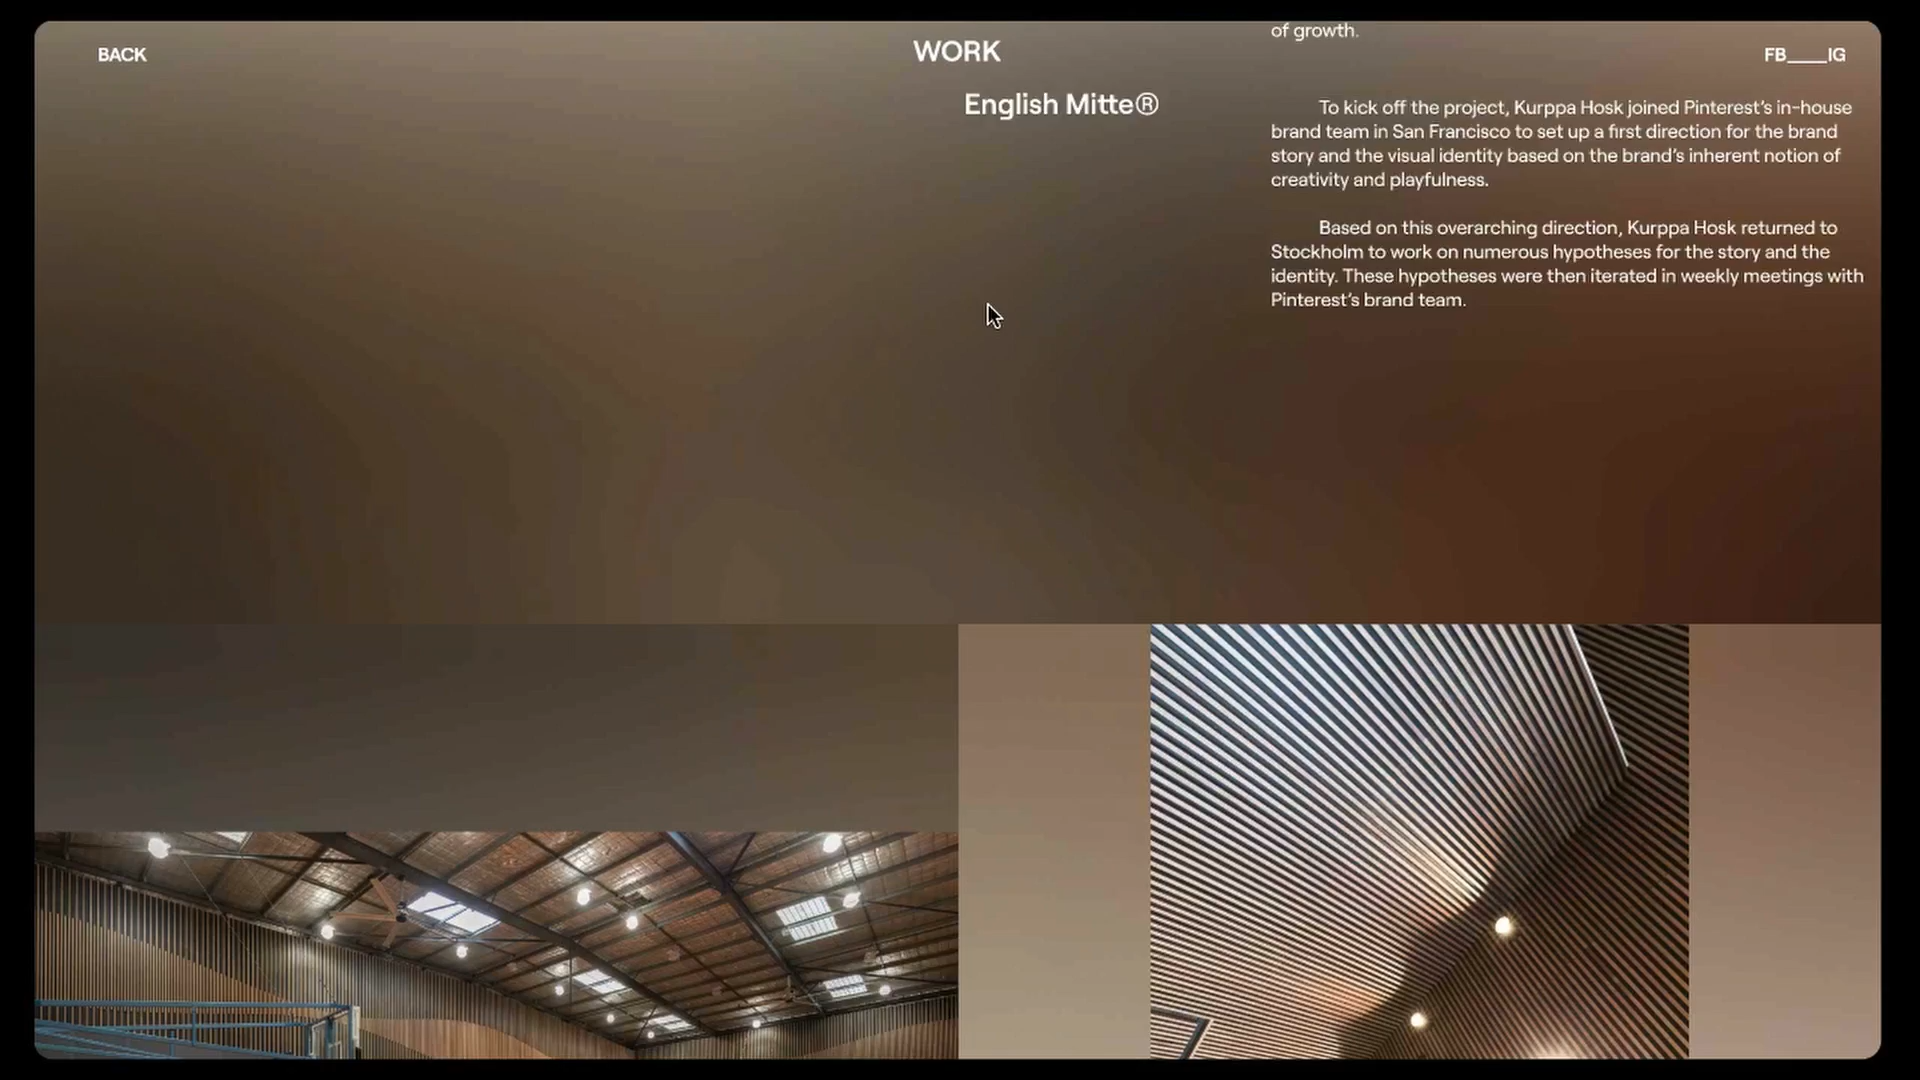 BACK
WORK
FB____IG
English Mitte®
of growth.
To kick off the project, Kurppa Hosk joined Pinterest’s in-house
brand team in San Francisco to set up a first direction for the brand
story and the visual identity based on the brand’s inherent notion of
creativity and playfulness.
Based on this overarching direction, Kurppa Hosk returned to
Stockholm to work on numerous hypotheses for the story and the
identity. These hypotheses were then iterated in weekly meetings with
Pinterest’s brand team.